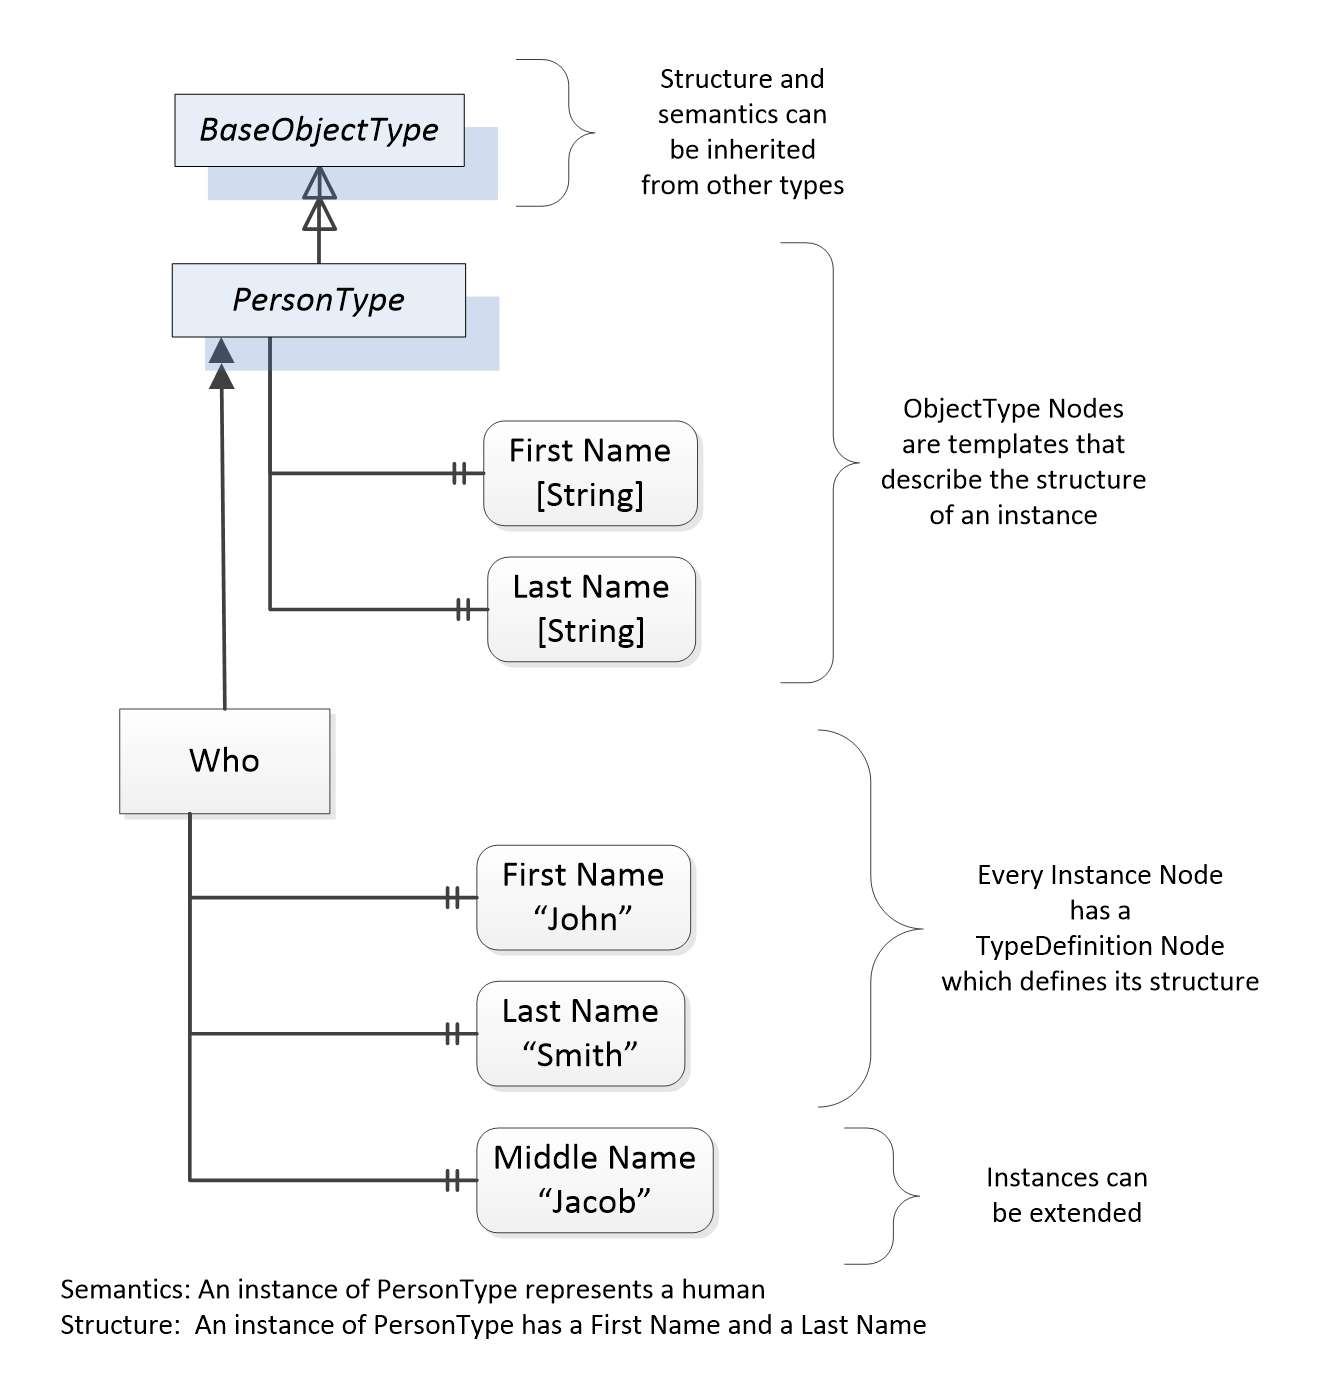 BaseObjectType
Structure and
semantics can
be inherited
from other types
PersonType
First Name
[String]
Last Name
[String]
ObjectType Nodes
are templates that
describe the structure
of an instance
Who
First Name
“John”
Last Name
“Smith”
Every Instance Node
has a
TypeDefinition Node
which defines its structure
Middle Name
“Jacob”
Instances can
be extended
Semantics: An instance of PersonType represents a human
Structure:  An instance of PersonType has a First Name and a Last Name